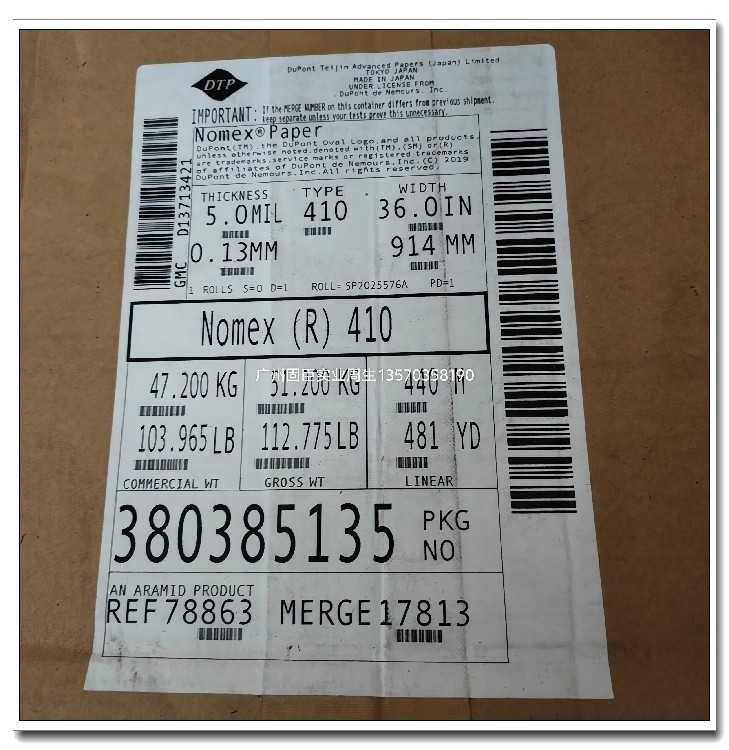 DTP
DuPont Teijin Advanced Papers (Japan) Limited
TOKYO JAPAN
MADE IN JAPAN
UNDER LICENSE FROM
DuPont de Nemours. Inc.
IMPORTANT: If the MERGE NUMBER on this container differs from previous shipment,
keep separate unless your tests prove this unnecessary.
Nomex® Paper
DuPont(TM), the DuPont Oval Logo, and all products,
unless otherwise noted, denoted with(TM), (SM) or(R)
are trademarks, service marks or registered trademarks
of affiliates of DuPont de Nemours, Inc. (C) 2019
DuPont de Nemours, Inc. All rights reserved.
GMC D13713421
THICKNESS TYPE WIDTH
5.0MIL 410 36.0IN
0.13MM 914 MM
1 ROLLS S=0 D=1 ROLL= SP2025576A PD=1
Nomex (R) 410
广州固臣实业周生13570358190
47.200 KG 51.200 KG 440 M
103.965LB 112.775LB 481 YD
COMMERCIAL WT GROSS WT LINEAR
380385135 PKG NO
AN ARAMID PRODUCT
REF78863 MERGE17813